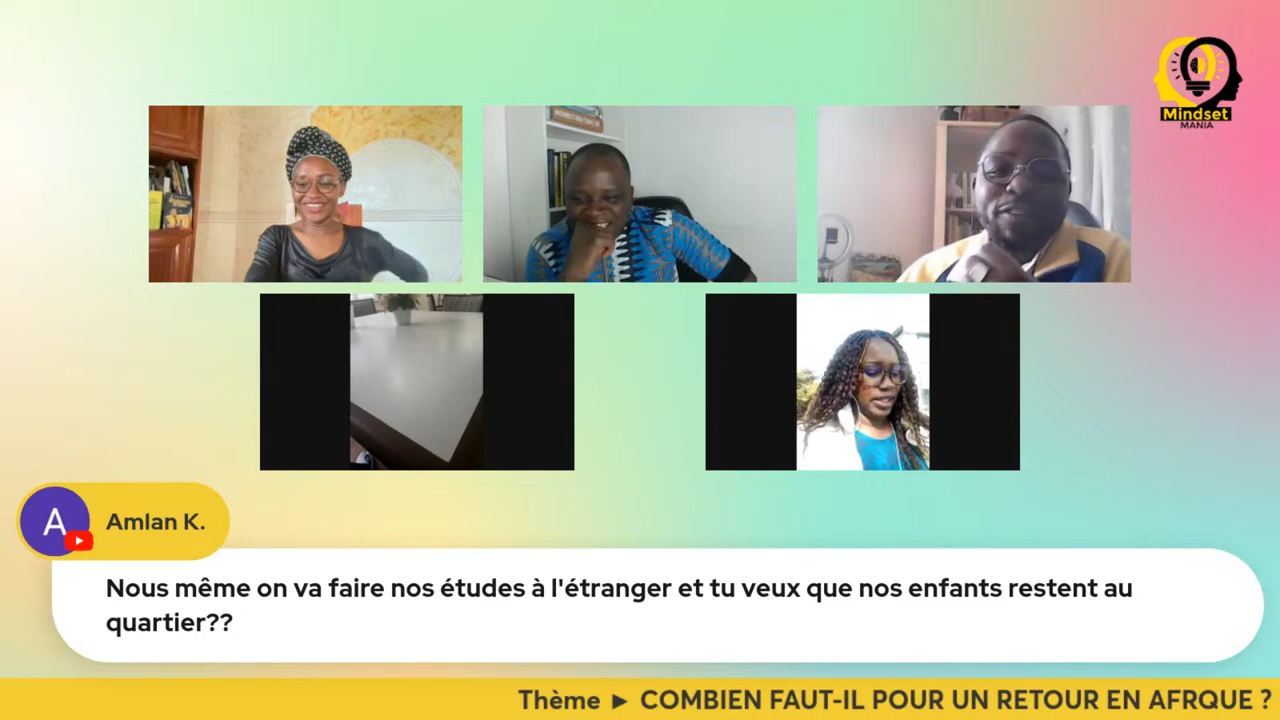 Mindset
MANIA
A
Amlan K.
Nous même on va faire nos études à l'étranger et tu veux que nos enfants restent au
quartier??
Thème ► COMBIEN FAUT-IL POUR UN RETOUR EN AFRQUE ?